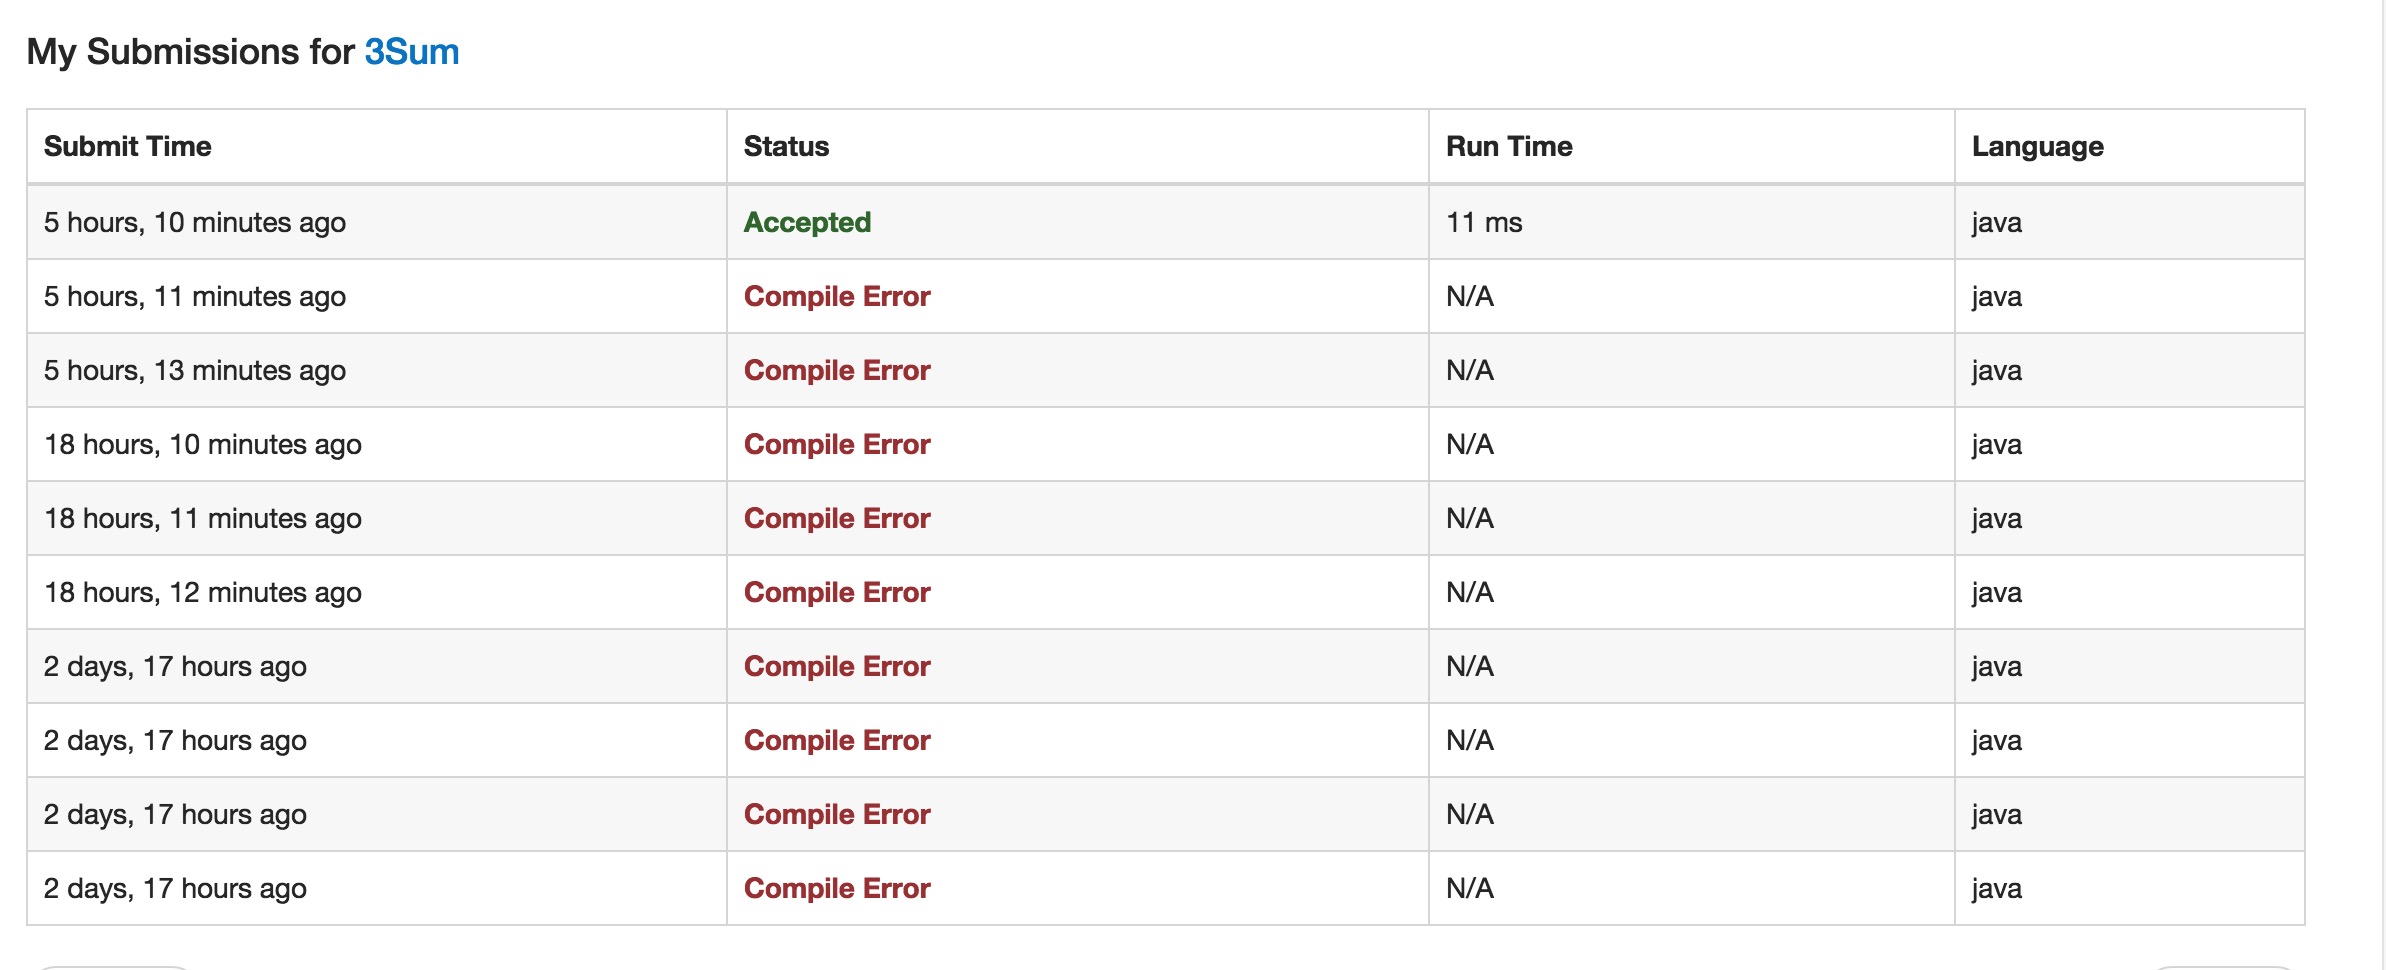 My Submissions for 3Sum
Submit Time Status Run Time Language
5 hours, 10 minutes ago Accepted 11 ms java
5 hours, 11 minutes ago Compile Error N/A java
5 hours, 13 minutes ago Compile Error N/A java
18 hours, 10 minutes ago Compile Error N/A java
18 hours, 11 minutes ago Compile Error N/A java
18 hours, 12 minutes ago Compile Error N/A java
2 days, 17 hours ago Compile Error N/A java
2 days, 17 hours ago Compile Error N/A java
2 days, 17 hours ago Compile Error N/A java
2 days, 17 hours ago Compile Error N/A java